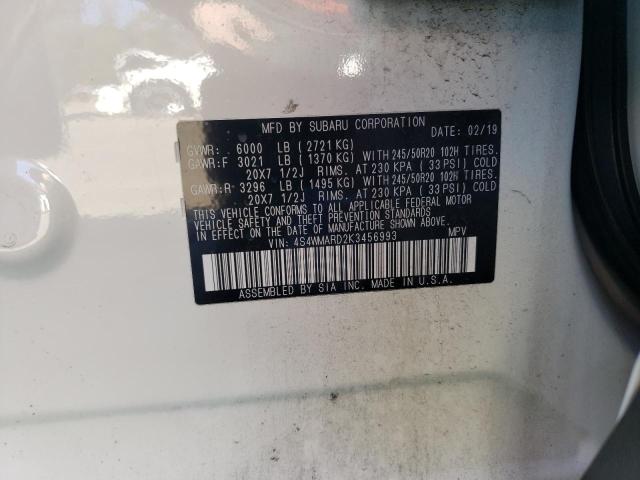 MFD BY SUBARU CORPORATION DATE: 02/19
GVWR: 6000 LB (2721 KG)
GAWR:F 3021 LB (1370 KG) WITH 245/50R20 102H TIRES.
20X7 1/2J RIMS. AT 230 KPA (33 PSI) COLD
GAWR:R 3296 LB (1495 KG) WITH 245/50R20 102H TIRES.
20X7 1/2J RIMS. AT 230 KPA (33 PSI) COLD
THIS VEHICLE CONFORMS TO ALL APPLICABLE FEDERAL MOTOR
VEHICLE SAFETY AND THEFT PREVENTION STANDARDS
IN EFFECT ON THE DATE OF MANUFACTURE SHOWN ABOVE.
VIN: 4S4WMARD2K3456993 MPV
ASSEMBLED BY SIA INC. MADE IN U.S.A.